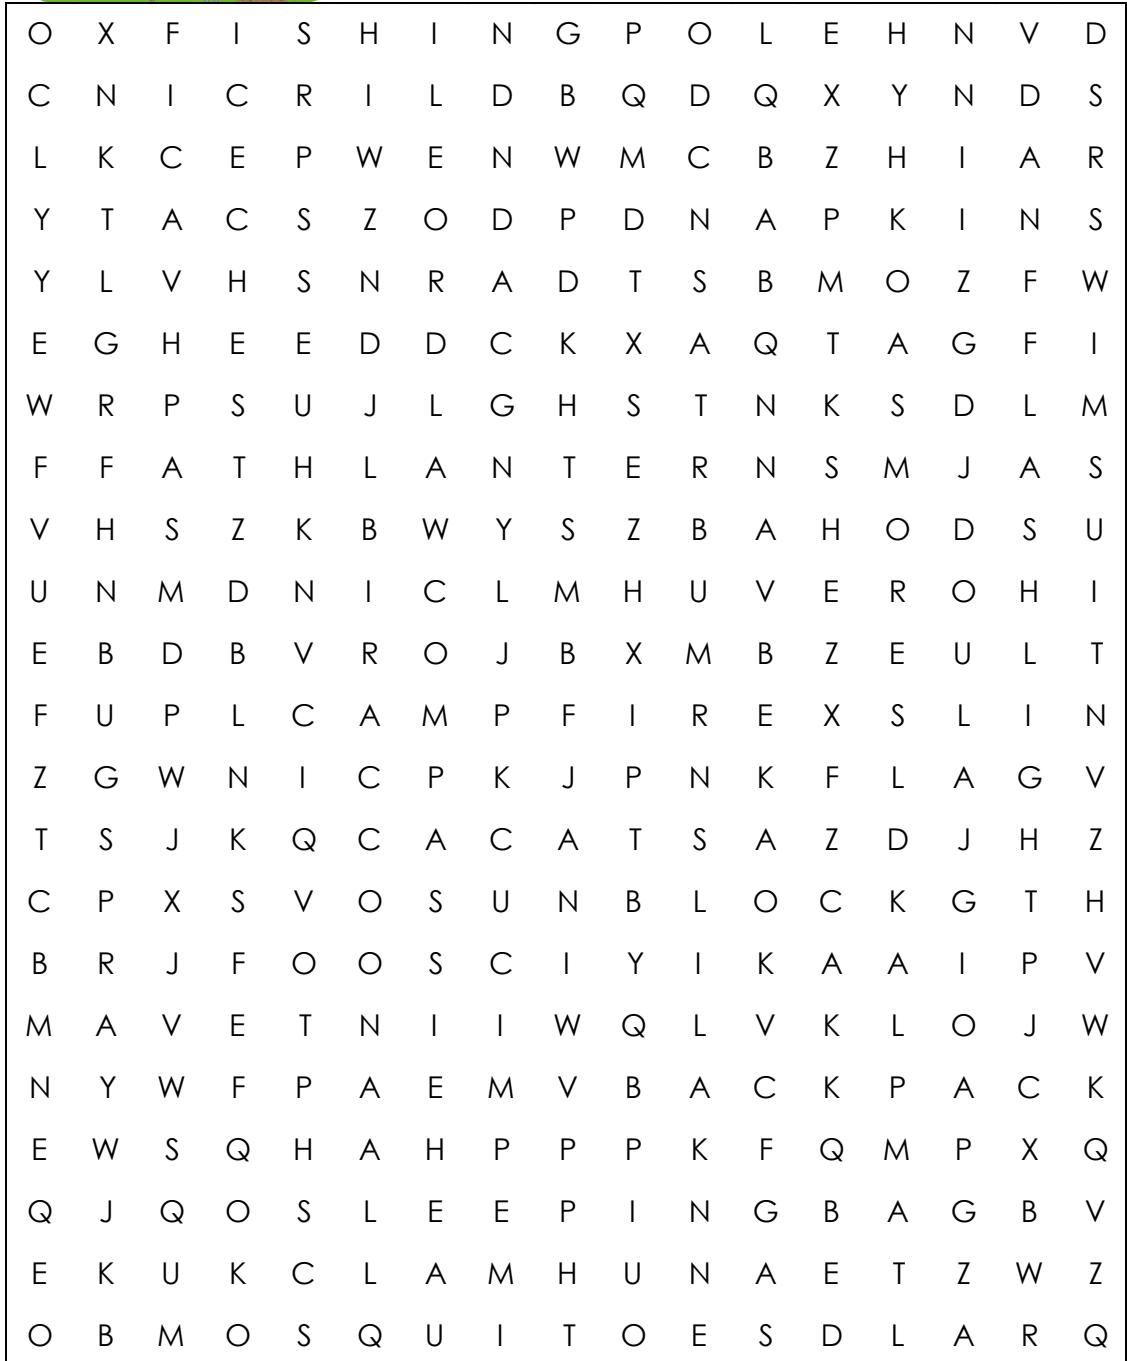 O X F I S H I N G P O L E H N V D
C N I C R I L D B Q D Q X Y N D S
L K C E P W E N W M C B Z H I A R
Y T A C S Z O D P D N A P K I N S
Y L V H S N R A D T S B M O Z F W
E G H E E D D C K X A Q T A G F I
W R P S U J L G H S T N K S D L M
F F A T H L A N T E R N S M J A S
V H S Z K B W Y S Z B A H O D S U
U N M D N I C L M H U V E R O H I
E B D B V R O J B X M B Z E U L T
F U P L C A M P F I R E X S L I N
Z G W N I C P K J P N K F L A G V
T S J K Q C A C A T S A Z D J H Z
C P X S V O S U N B L O C K G T H
B R J F O O S C I Y I K A A I P V
M A V E T N I I W Q L V K L O J W
N Y W F P A E M V B A C K P A C K
E W S Q H A H P P P K F Q M P X Q
Q J Q O S L E E P I N G B A G B V
E K U K C L A M H U N A E T Z W Z
O B M O S Q U I T O E S D L A R Q